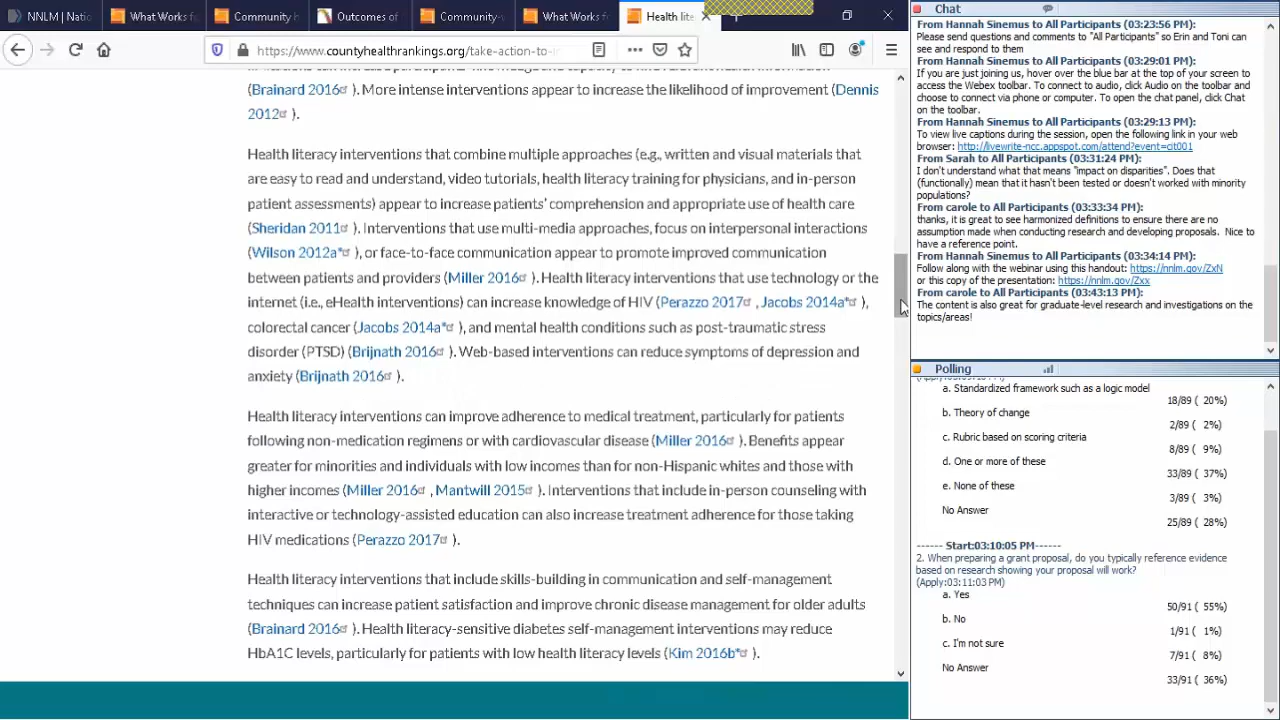 NNLM | Natio
What Works fo
Community H
Outcomes of
Community-w
What Works fo
Health lite
https://www.countyhealthrankings.org/take-action-to-i
(Brainard 2016). More intense interventions appear to increase the likelihood of improvement (Dennis
2012).
Health literacy interventions that combine multiple approaches (e.g., written and visual materials that
are easy to read and understand, video tutorials, health literacy training for physicians, and in-person
patient assessments) appear to increase patients' comprehension and appropriate use of health care
(Sheridan 2011). Interventions that use multi-media approaches, focus on interpersonal interactions
(Wilson 2012a*), or face-to-face communication appear to promote improved communication
between patients and providers (Miller 2016). Health literacy interventions that use technology or the
internet (i.e., eHealth interventions) can increase knowledge of HIV (Perazzo 2017, Jacobs 2014a*),
colorectal cancer (Jacobs 2014a*), and mental health conditions such as post-traumatic stress
disorder (PTSD) (Brijnath 2016). Web-based interventions can reduce symptoms of depression and
anxiety (Brijnath 2016).
Health literacy interventions can improve adherence to medical treatment, particularly for patients
following non-medication regimens or with cardiovascular disease (Miller 2016). Benefits appear
greater for minorities and individuals with low incomes than for non-Hispanic whites and those with
higher incomes (Miller 2016, Mantwill 2015). Interventions that include in-person counseling with
interactive or technology-assisted education can also increase treatment adherence for those taking
HIV medications (Perazzo 2017).
Health literacy interventions that include skills-building in communication and self-management
techniques can increase patient satisfaction and improve chronic disease management for older adults
(Brainard 2016). Health literacy-sensitive diabetes self-management interventions may reduce
HbA1C levels, particularly for patients with low health literacy levels (Kim 2016b*).
Chat
From Hannah Sinemus to All Participants (03:23:56 PM):
Please send questions and comments to "All Participants" so Erin and Toni can
see and respond to them
From Hannah Sinemus to All Participants (03:29:01 PM):
If you are just joining us, hover over the blue bar at the top of your screen to
access the Webex toolbar. To connect to audio, click Audio on the toolbar and
choose to connect via phone or computer. To open the chat panel, click Chat
on the toolbar.
From Hannah Sinemus to All Participants (03:29:13 PM):
To view live captions during the session, open the following link in your web
browser: http://livewrite-ncc.appspot.com/attend?event=clt001
From Sarah to All Participants (03:31:24 PM):
I don't understand what that means "impact on disparities". Does that
(functionally) mean that it hasn't been tested or doesn't worked with minority
populations?
From carole to All Participants (03:33:34 PM):
thanks, it is great to see harmonized definitions to ensure there are no
assumption made when conducting research and developing proposals. Nice to
have a reference point.
From Hannah Sinemus to All Participants (03:34:14 PM):
Follow along with the webinar using this handout: https://nnlm.gov/ZxN
or this copy of the presentation: https://nnlm.gov/Zxx
From carole to All Participants (03:43:13 PM):
The content is also great for graduate-level research and investigations on the
topics/areas!
Polling
a. Standardized framework such as a logic model
18/89 ( 20%)
b. Theory of change
2/89 ( 2%)
c. Rubric based on scoring criteria
8/89 ( 9%)
d. One or more of these
33/89 ( 37%)
e. None of these
3/89 ( 3%)
No Answer
25/89 ( 28%)
------ Start:03:10:05 PM------
2. When preparing a grant proposal, do you typically reference evidence
based on research showing your proposal will work?
(Apply:03:11:03 PM)
a. Yes
50/91 ( 55%)
b. No
1/91 ( 1%)
c. I'm not sure
7/91 ( 8%)
No Answer
33/91 ( 36%)